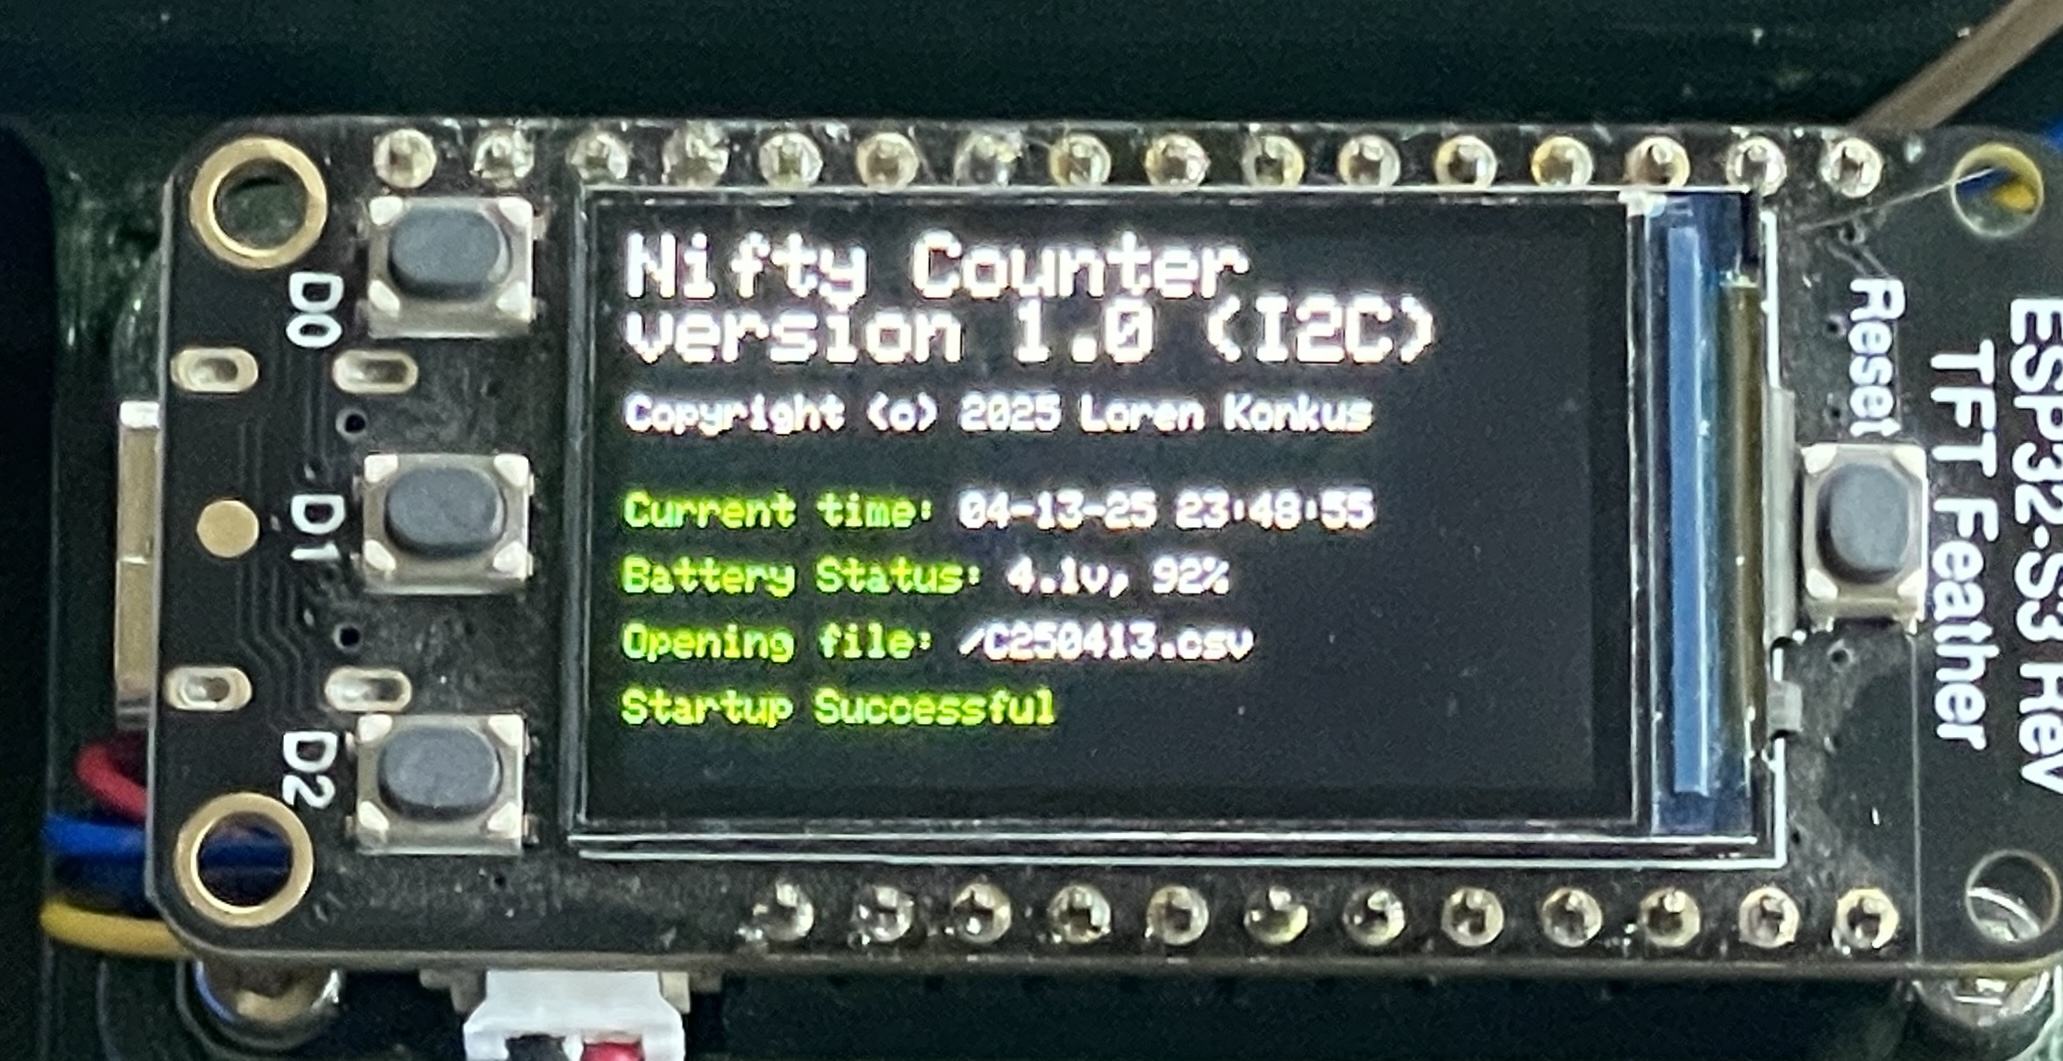 Nifty Counter
version 1.0 (I2C)
Copyright (c) 2025 Loren Konkus
Current time: 04-13-25 23:48:55
Battery Status: 4.1v, 92%
Opening file: /C250413.csv
Startup Successful
D0
D1
D2
Reset
ESP32-S3 Rev
TFT Feather